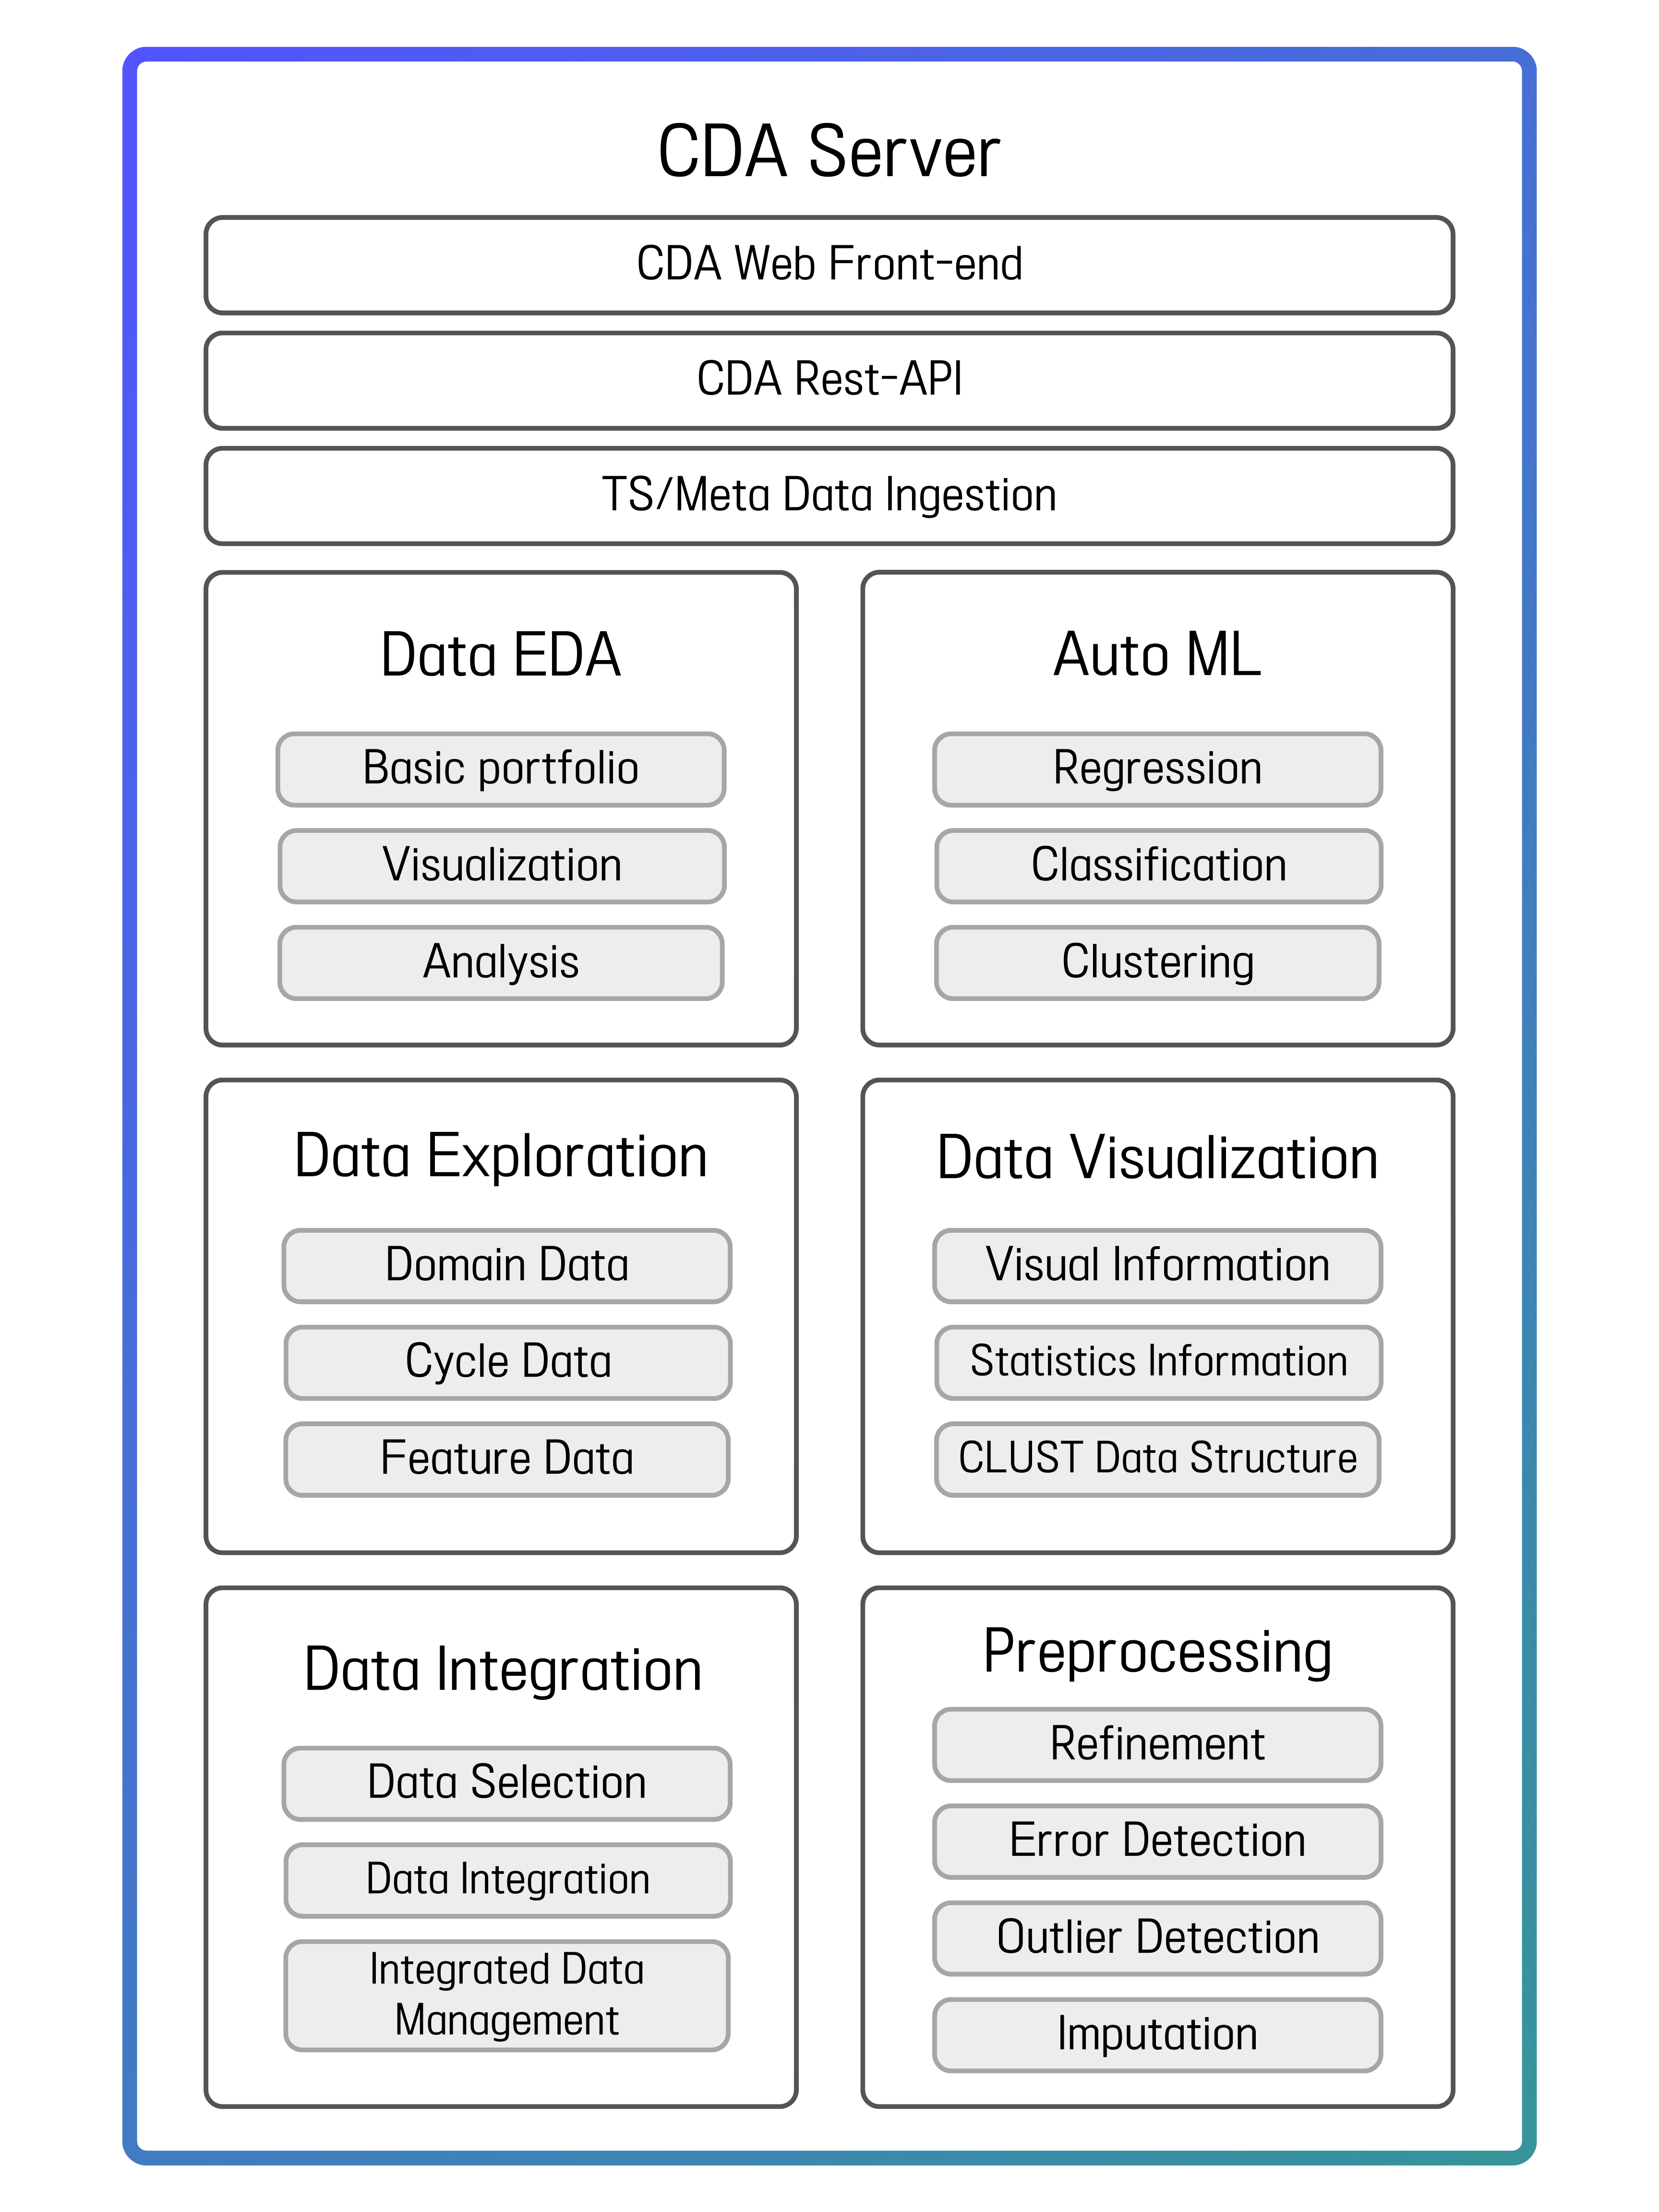 CDA Server
CDA Web Front-end
CDA Rest-API
TS/Meta Data Ingestion
Data EDA
Basic portfolio
Visualization
Analysis
Auto ML
Regression
Classification
Clustering
Data Exploration
Domain Data
Cycle Data
Feature Data
Data Visualization
Visual Information
Statistics Information
CLUST Data Structure
Data Integration
Data Selection
Data Integration
Integrated Data
Management
Preprocessing
Refinement
Error Detection
Outlier Detection
Imputation